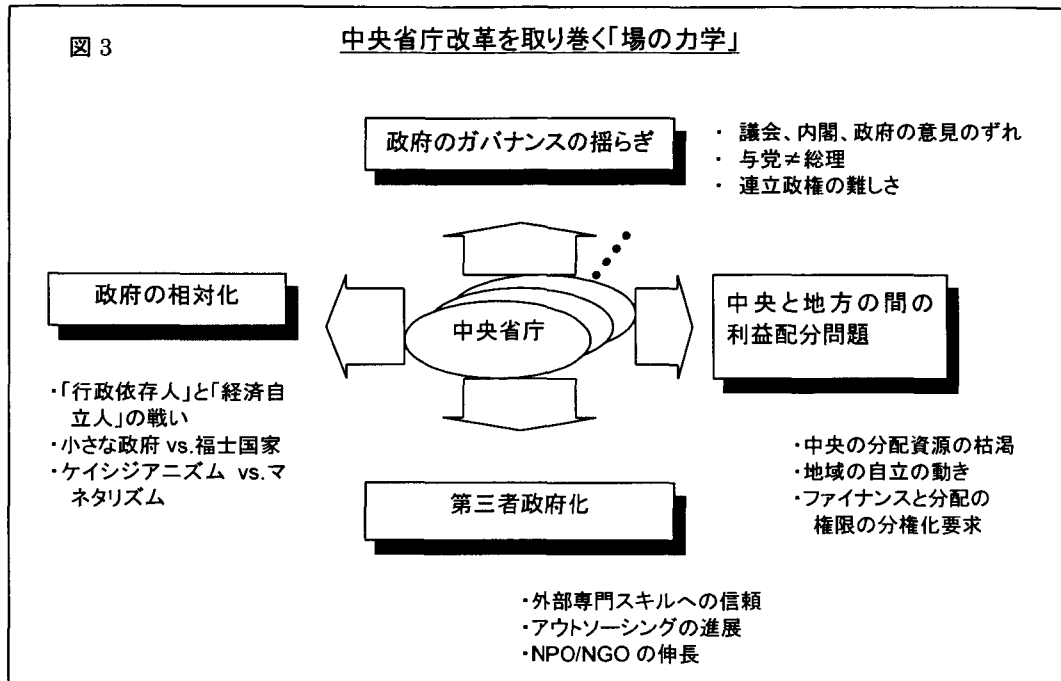 図3
中央省庁改革を取り巻く「場の力学」
政府のガバナンスの揺らぎ
・ 議会、内閣、政府の意見のずれ
・ 与党≠総理
・ 連立政権の難しさ
政府の相対化
中央省庁
中央と地方の間の
利益配分問題
・「行政依存人」と「経済自
立人」の戦い
・小さな政府 vs.福士国家
・ケイシジアニズム vs.マ
ネタリズム
・中央の分配資源の枯渇
・地域の自立の動き
・ファイナンスと分配の
権限の分権化要求
第三者政府化
・外部専門スキルへの信頼
・アウトソーシングの進展
・NPO/NGO の伸長